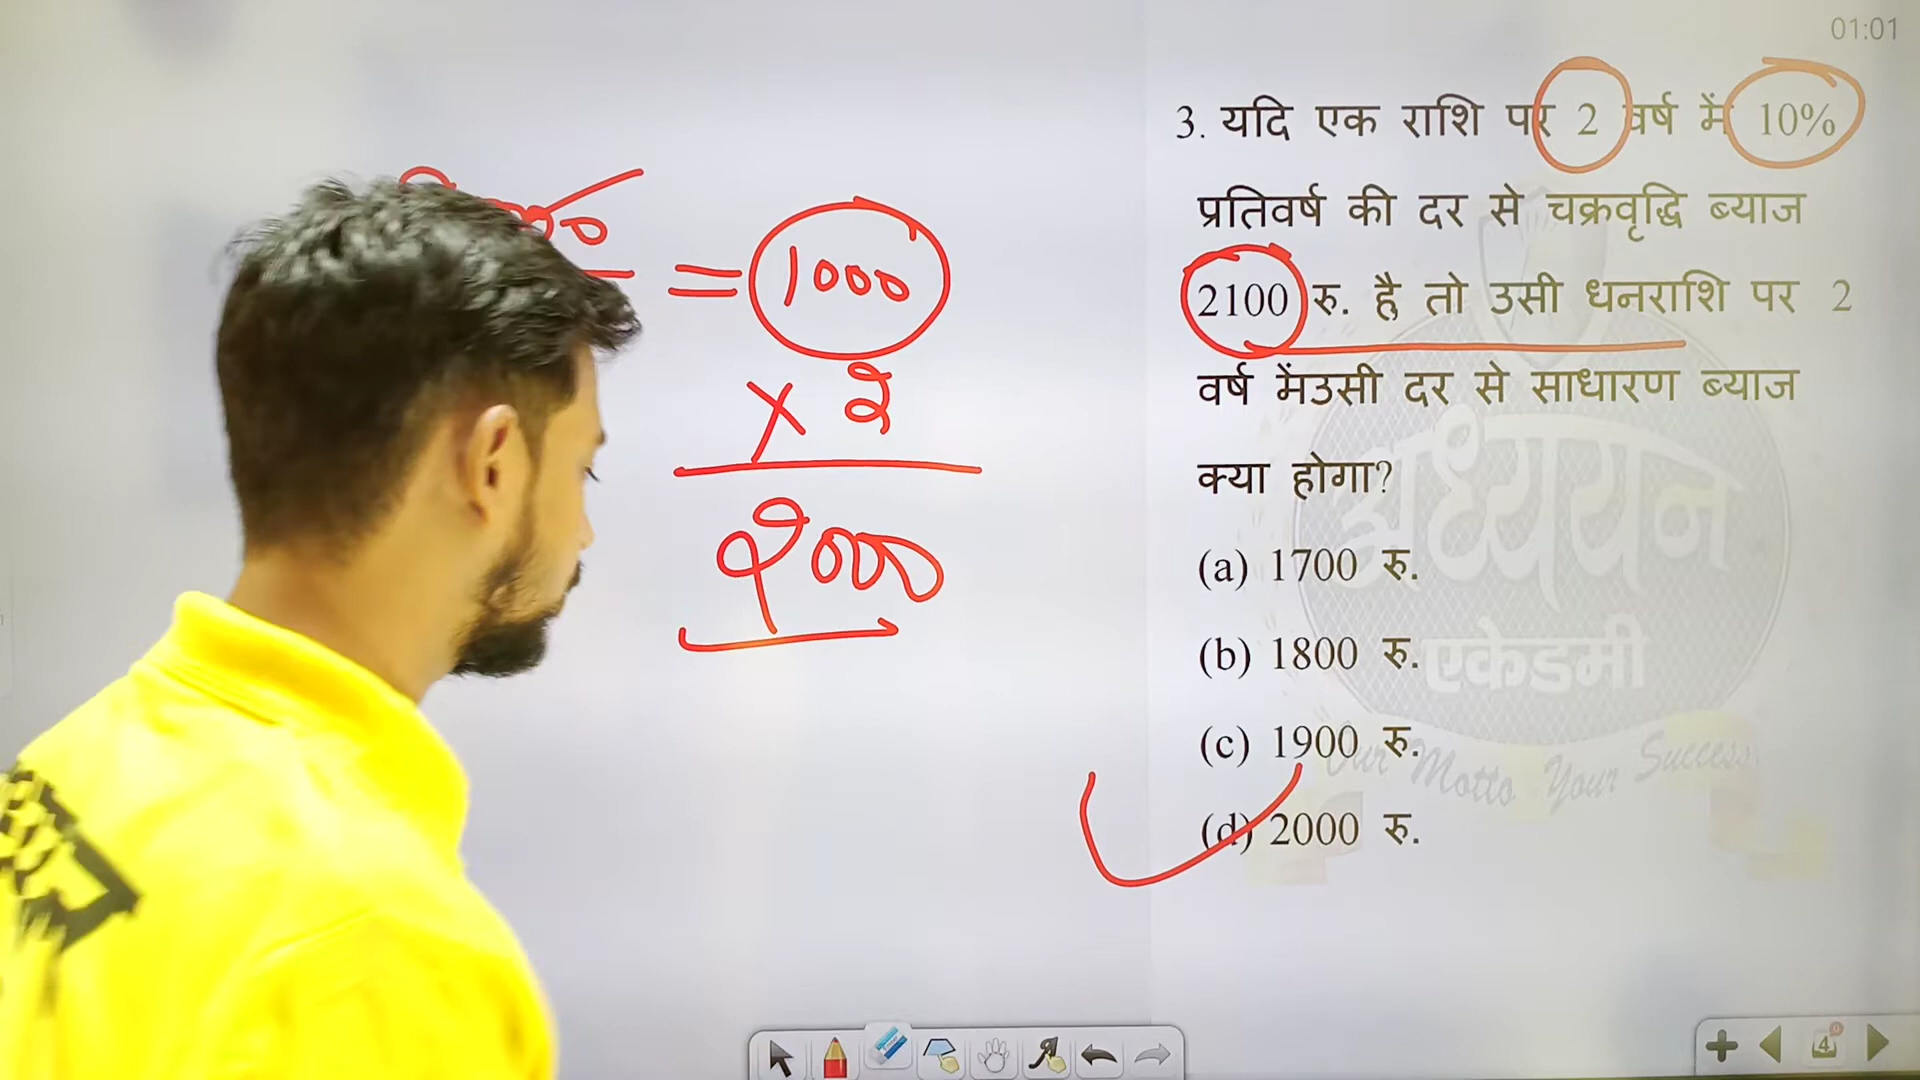 01:01
3. यदि एक राशि पर 2 वर्ष में 10%
प्रतिवर्ष की दर से चक्रवृद्धि ब्याज
2100 रु. है, तो उसी धनराशि पर 2
वर्ष मेंउसी दर से साधारण ब्याज
क्या होगा?
(a) 1700 रु.
(b) 1800 रु.
(c) 1900 रु.
(d) 2000 रु.
= 1000
× 2
2000
अध्ययन
एकेडमी
Our Motto Your Success
4